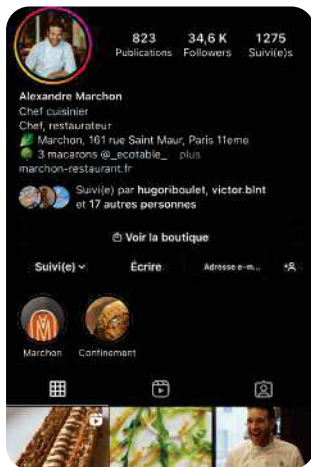 823 34,6 K 1275
Publications Followers Suivi(e)s
Alexandre Marchon
Chef cuisinier
Chef, restaurateur
Marchon, 161 rue Saint Maur, Paris 11eme
3 macarons @_ecotable_ plus
marchon-restaurant.fr
Suivi(e) par hugoriboulet, victor.blnt
et 17 autres personnes
Voir la boutique
Suivi(e) Écrire Adresse e-m...
Marchon Confinement